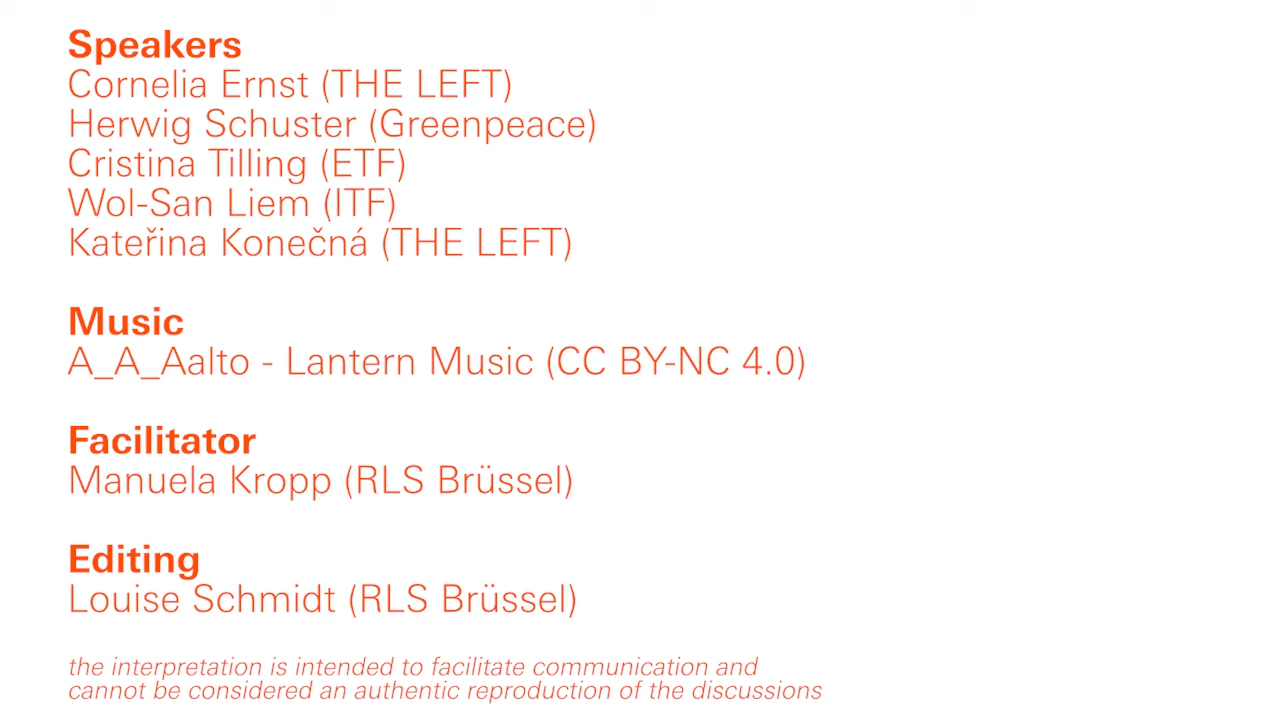 Speakers
Cornelia Ernst (THE LEFT)
Herwig Schuster (Greenpeace)
Cristina Tilling (ETF)
Wol-San Liem (ITF)
Kateřina Konečná (THE LEFT)
Music
A_A_Aalto - Lantern Music (CC BY-NC 4.0)
Facilitator
Manuela Kropp (RLS Brüssel)
Editing
Louise Schmidt (RLS Brüssel)
the interpretation is intended to facilitate communication and
cannot be considered an authentic reproduction of the discussions